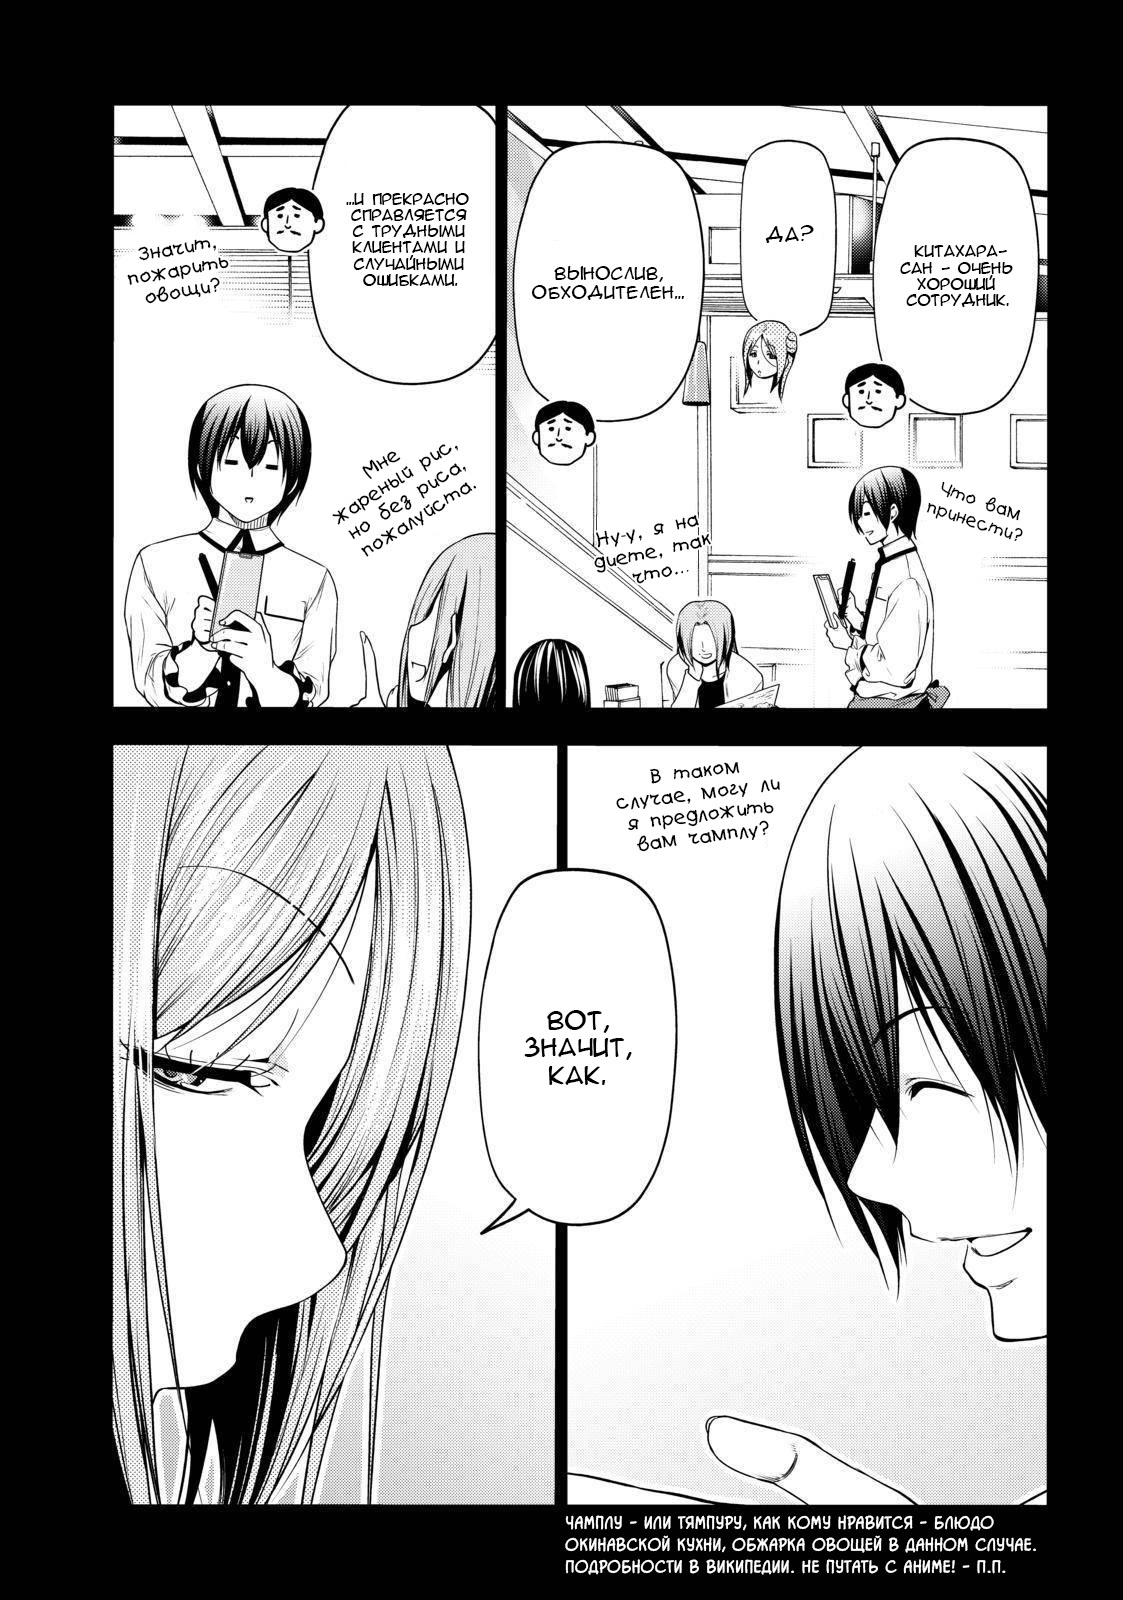 КИТАХАРА-
САН - ОЧЕНЬ
ХОРОШИЙ
СОТРУДНИК.
ДА?
ВЫНОСЛИВ,
ОБХОДИТЕЛЕН...
Что вам
принести?
Ну-у, я на
диете, так
что...
...И ПРЕКРАСНО
СПРАВЛЯЕТСЯ
С ТРУДНЫМИ
КЛИЕНТАМИ И
СЛУЧАЙНЫМИ
ОШИБКАМИ.
Мне
жареный рис,
но без риса,
пожалуйста.
Значит,
пожарить
овощи?
В таком
случае, могу ли
я предложить
вам чамплу?
ВОТ,
ЗНАЧИТ,
КАК.
ЧАМПЛУ - ИЛИ ТЯМПУРУ, КАК КОМУ НРАВИТСЯ - БЛЮДО
ОКИНАВСКОЙ КУХНИ, ОБЖАРКА ОВОЩЕЙ В ДАННОМ СЛУЧАЕ.
ПОДРОБНОСТИ В ВИКИПЕДИИ. НЕ ПУТАТЬ С АНИМЕ! - П.П.